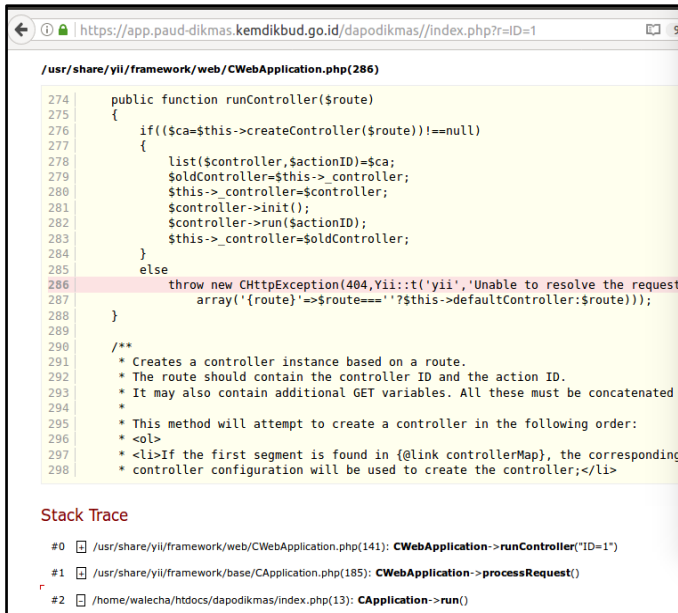 https://app.paud-dikmas.kemdikbud.go.id/dapodikmas//index.php?r=ID=1
/usr/share/yii/framework/web/CWebApplication.php(286)
274 public function runController($route)
275 {
276 if(($ca=$this->createController($route))!==null)
277 {
278 list($controller,$actionID)=$ca;
279 $oldController=$this->_controller;
280 $this->_controller=$controller;
281 $controller->init();
282 $controller->run($actionID);
283 $this->_controller=$oldController;
284 }
285 else
286 throw new CHttpException(404,Yii::t('yii','Unable to resolve the request
287 array('{route}'=>$route===''?$this->defaultController:$route)));
288 }
289
290 /**
291 * Creates a controller instance based on a route.
292 * The route should contain the controller ID and the action ID.
293 * It may also contain additional GET variables. All these must be concatenated
294 *
295 * This method will attempt to create a controller in the following order:
296 * <ol>
297 * <li>If the first segment is found in {@link controllerMap}, the corresponding
298 * controller configuration will be used to create the controller;</li>
Stack Trace
#0 + /usr/share/yii/framework/web/CWebApplication.php(141): CWebApplication->runController("ID=1")
#1 + /usr/share/yii/framework/base/CApplication.php(185): CWebApplication->processRequest()
#2 - /home/walecha/htdocs/dapodikmas/index.php(13): CApplication->run()